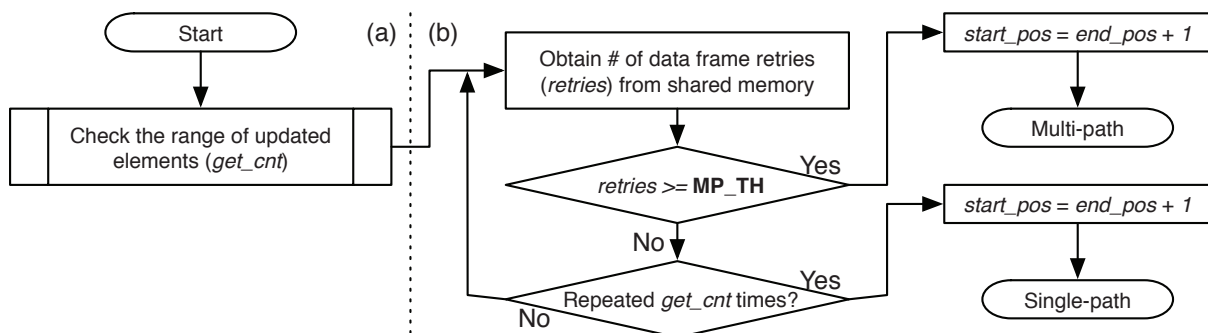 Start
(a)
Check the range of updated
elements (get_cnt)
(b)
Obtain # of data frame retries
(retries) from shared memory
retries >= MP_TH
Yes
No
Repeated get_cnt times?
Yes
No
start_pos = end_pos + 1
Multi-path
start_pos = end_pos + 1
Single-path